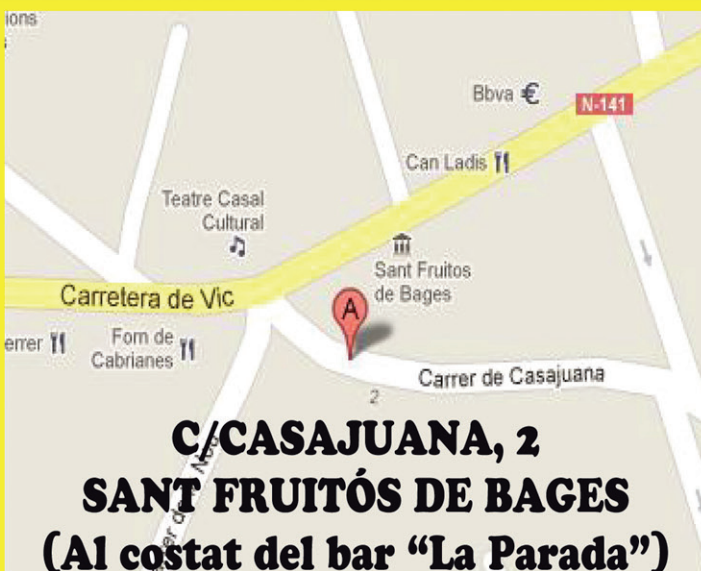 ions
Bbva €
N-141
Can Ladis
Teatre Casal
Cultural
Sant Fruitos
de Bages
Carretera de Vic
A
errer
Forn de
Cabrianes
Carrer de Casajuana
2
C/CASAJUANA, 2
SANT FRUITÓS DE BAGES
(Al costat del bar “La Parada”)